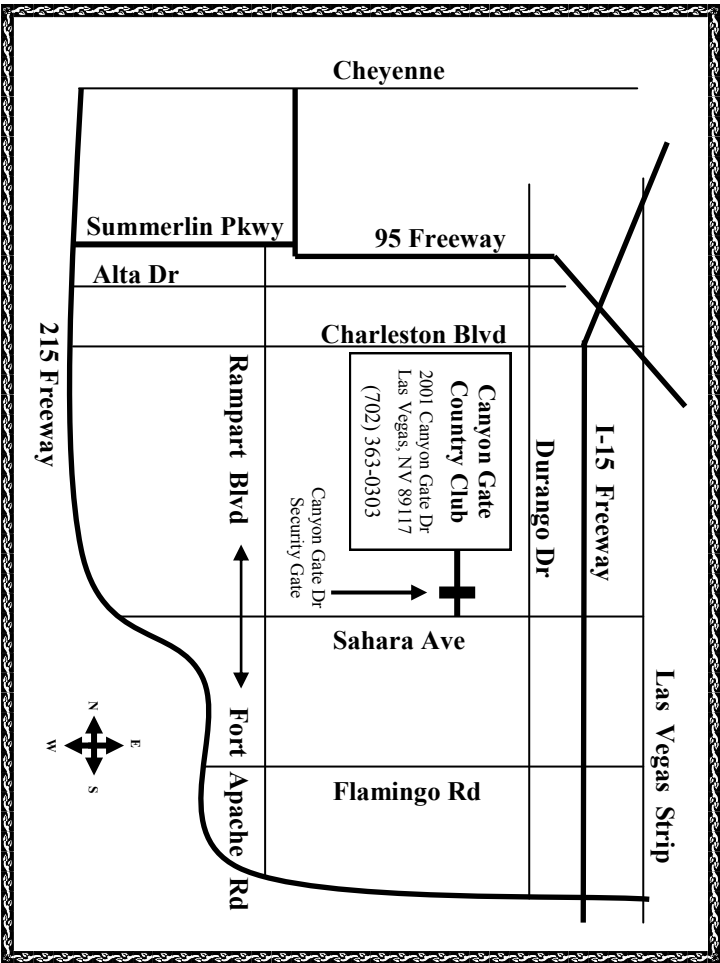 Cheyenne
Summerlin Pkwy
95 Freeway
Alta Dr
Charleston Blvd
215 Freeway
Rampart Blvd
Canyon Gate
Country Club
2001 Canyon Gate Dr
Las Vegas, NV 89117
(702) 363-0303
Durango Dr
I-15 Freeway
Canyon Gate Dr
Security Gate
Sahara Ave
Las Vegas Strip
Fort Apache Rd
Flamingo Rd
N
E
W
S